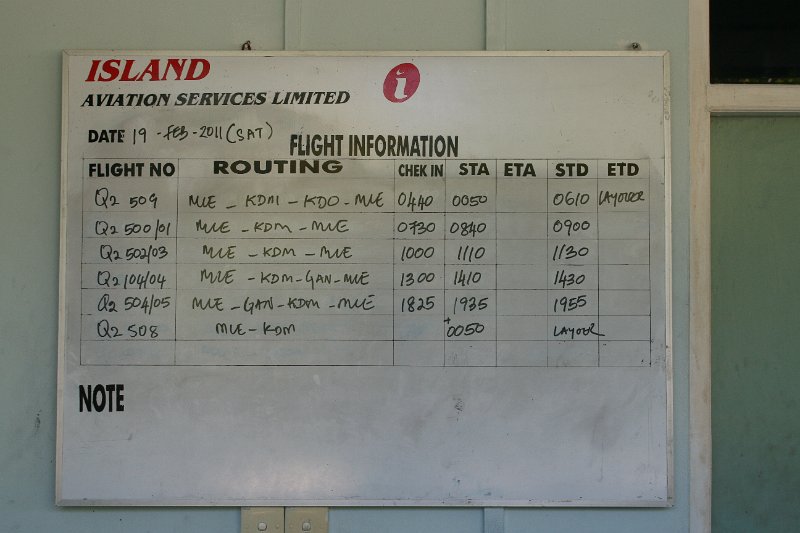 ISLAND
AVIATION SERVICES LIMITED
i
DATE 19-FEB-2011 (SAT)
FLIGHT INFORMATION
FLIGHT NO ROUTING CHEK IN STA ETA STD ETD
Q2 509 MLE - KDM - KDO - MLE 0440 0050 0610 LAYOVER
Q2 500/01 MLE - KDM - MLE 0730 0840 0900
Q2 502/03 MLE - KDM - MLE 1000 1110 1130
Q2 104/04 MLE - KDM-GAN-MLE 1300 1410 1430
Q2 504/05 MLE - GAN-KDM - MLE 1825 1935 1955
Q2 508 MLE-KDM +0050 LAYOVER
NOTE